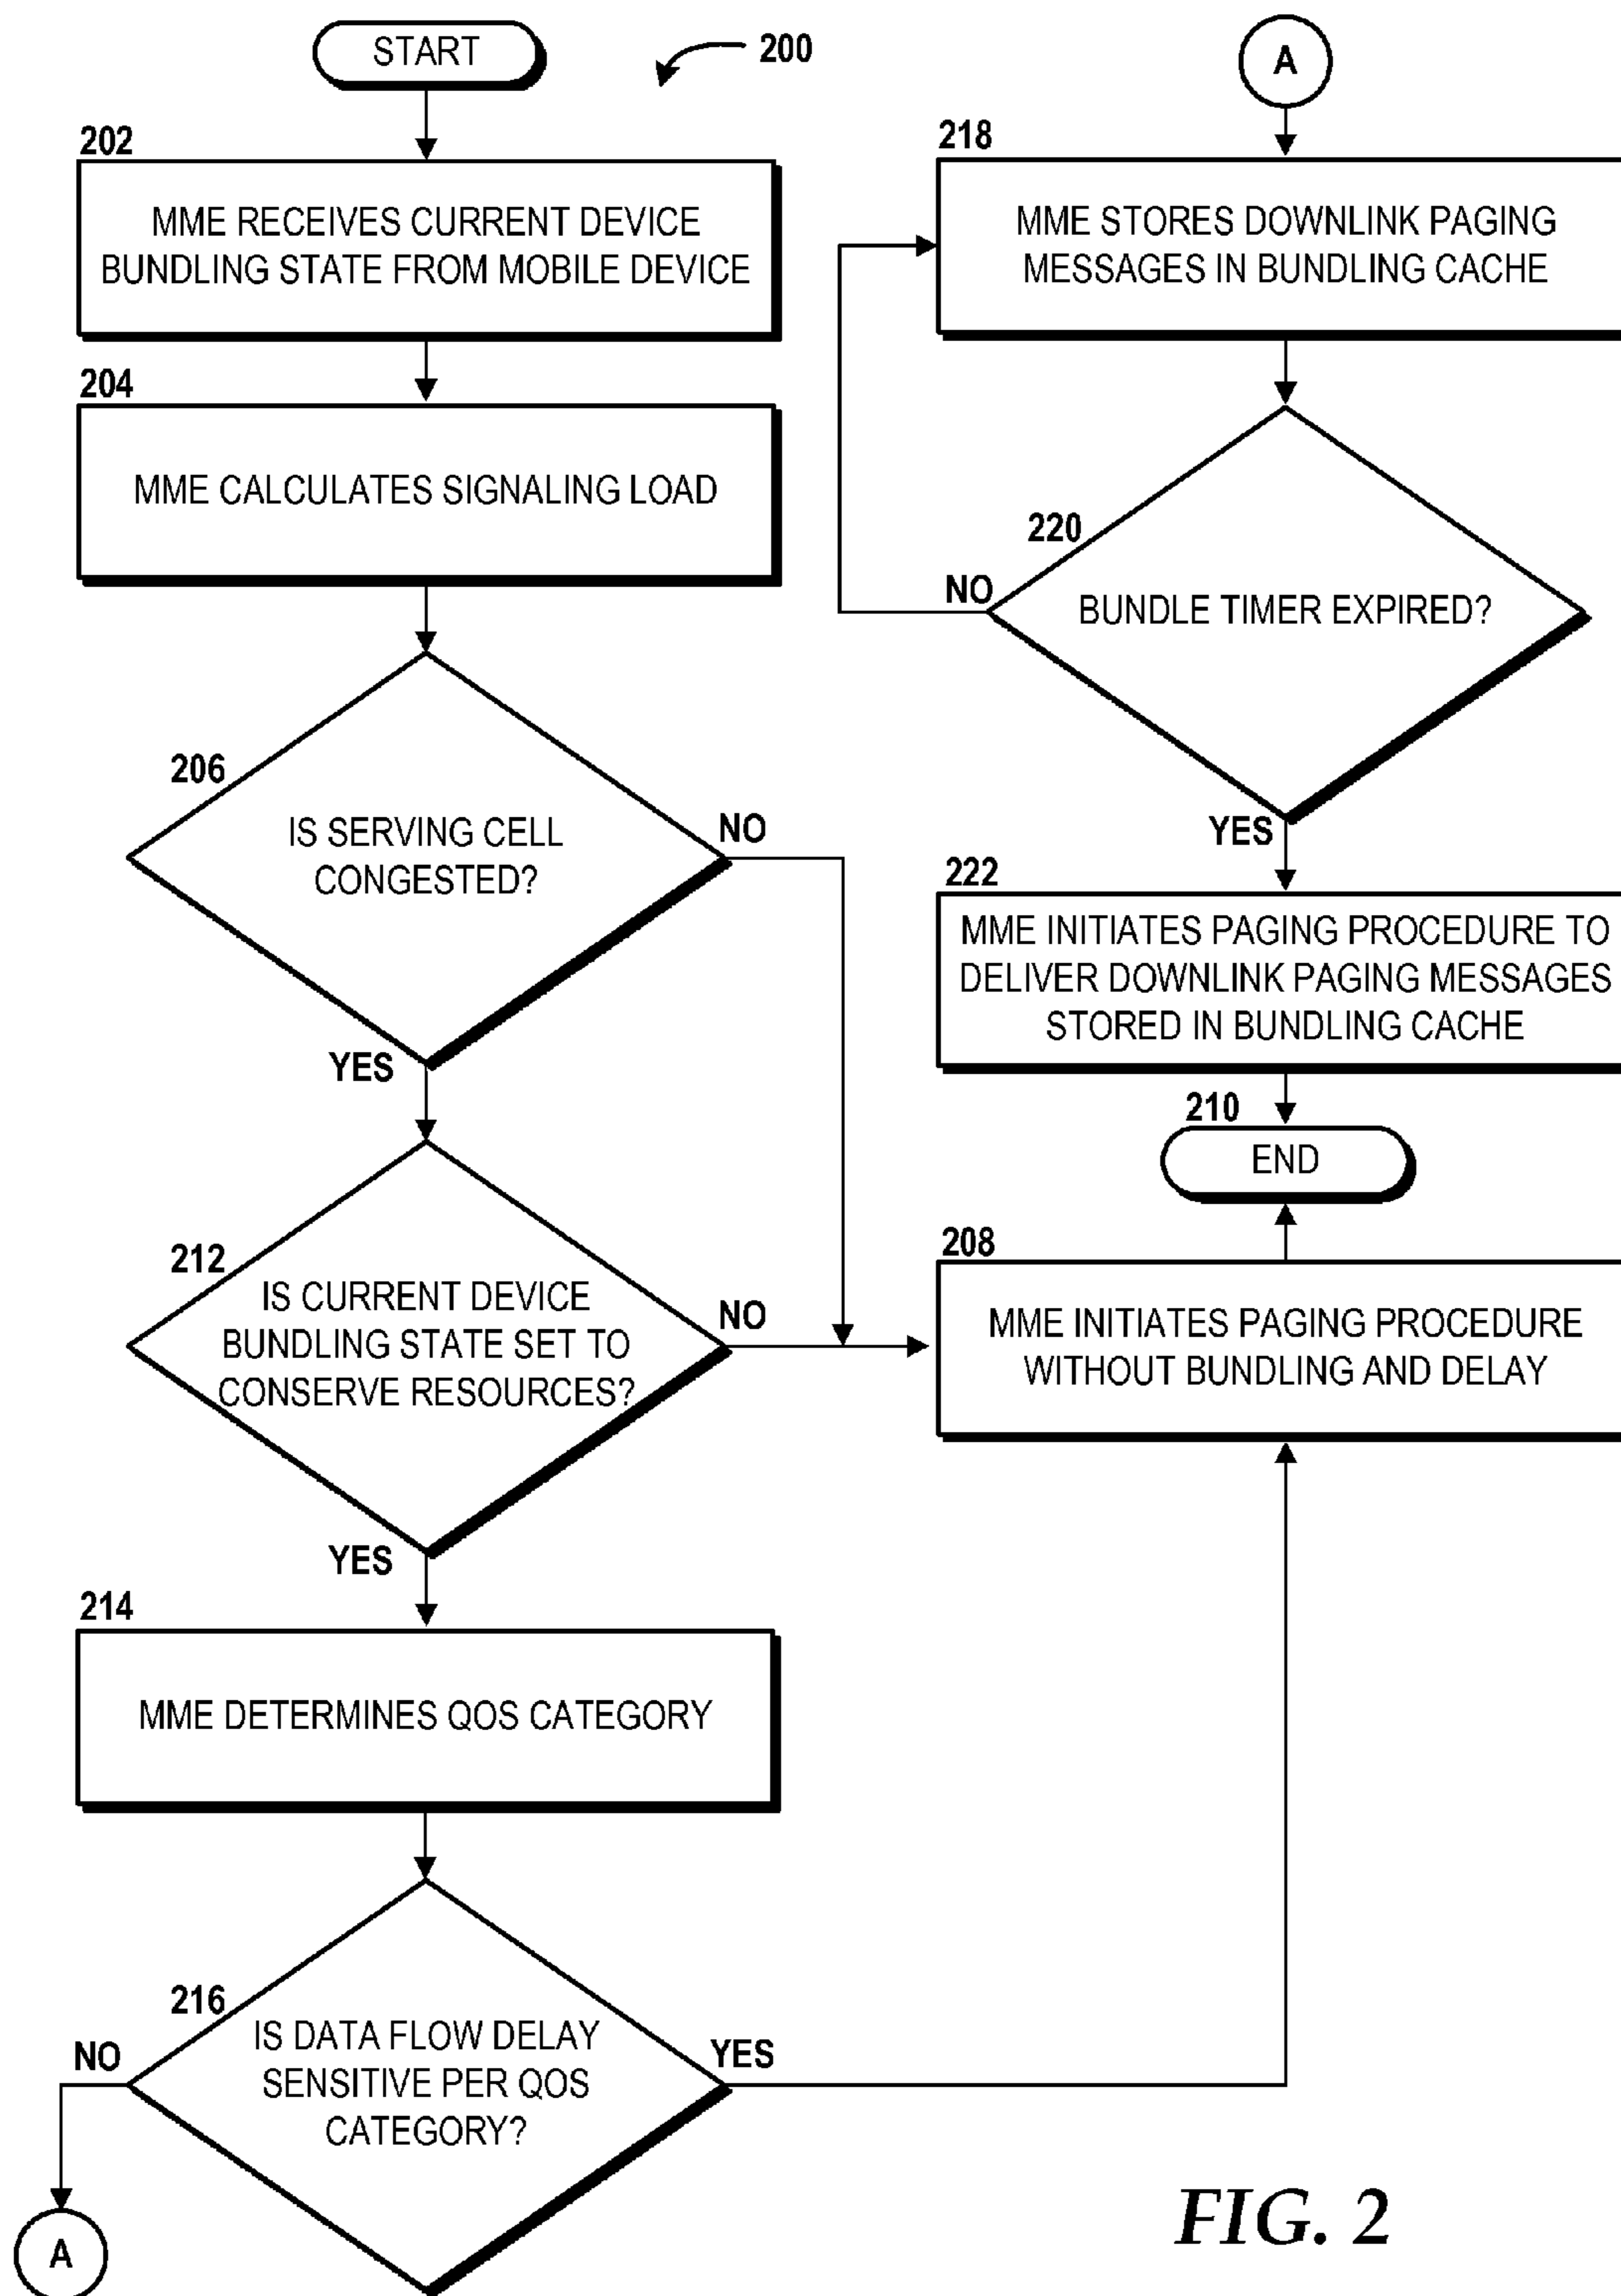 START
200
202
MME RECEIVES CURRENT DEVICE
BUNDLING STATE FROM MOBILE DEVICE
204
MME CALCULATES SIGNALING LOAD
206
IS SERVING CELL
CONGESTED?
NO
YES
212
IS CURRENT DEVICE
BUNDLING STATE SET TO
CONSERVE RESOURCES?
NO
YES
214
MME DETERMINES QOS CATEGORY
216
IS DATA FLOW DELAY
SENSITIVE PER QOS
CATEGORY?
NO
YES
A
A
218
MME STORES DOWNLINK PAGING
MESSAGES IN BUNDLING CACHE
220
BUNDLE TIMER EXPIRED?
NO
YES
222
MME INITIATES PAGING PROCEDURE TO
DELIVER DOWNLINK PAGING MESSAGES
STORED IN BUNDLING CACHE
210
END
208
MME INITIATES PAGING PROCEDURE
WITHOUT BUNDLING AND DELAY
FIG. 2